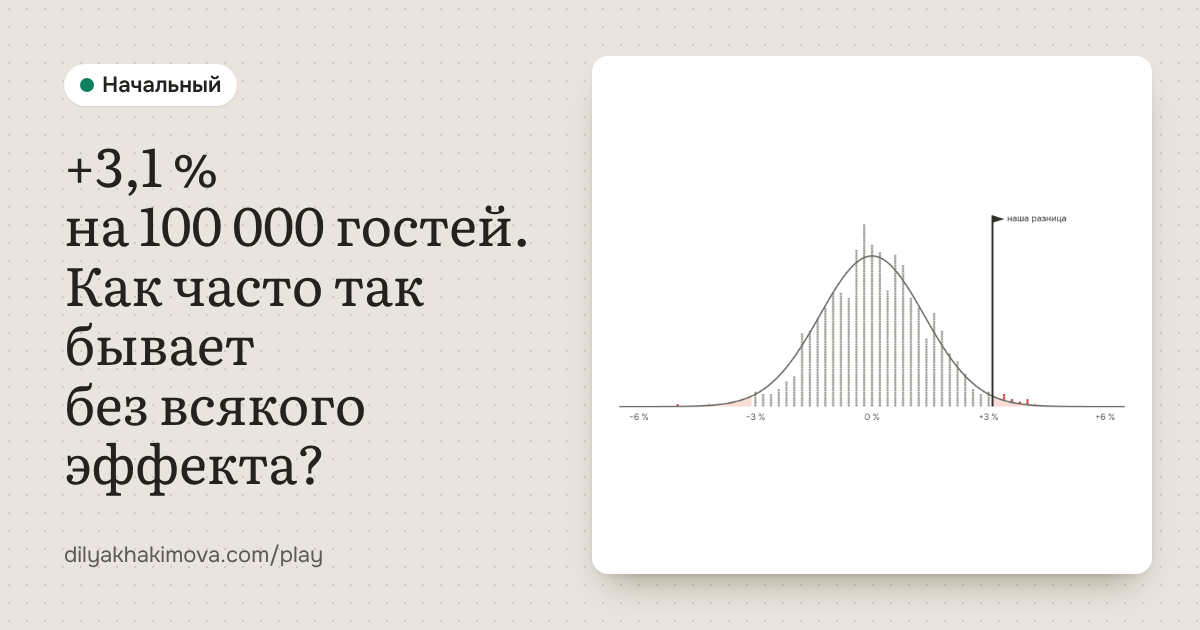 Начальный
+3,1 %
на 100 000 гостей.
Как часто так
бывает
без всякого
эффекта?
dilyakhakimova.com/play
наша разница
−6 %
−3 %
0 %
+3 %
+6 %